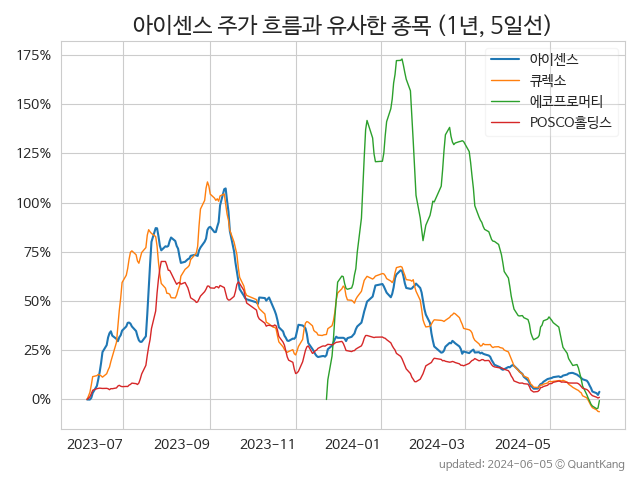 아이센스 주가 흐름과 유사한 종목 (1년, 5일선)
175%
150%
125%
100%
75%
50%
25%
0%
아이센스
큐렉소
에코프로머티
POSCO홀딩스
2023-07 2023-09 2023-11 2024-01 2024-03 2024-05
updated: 2024-06-05 ⓒ QuantKang